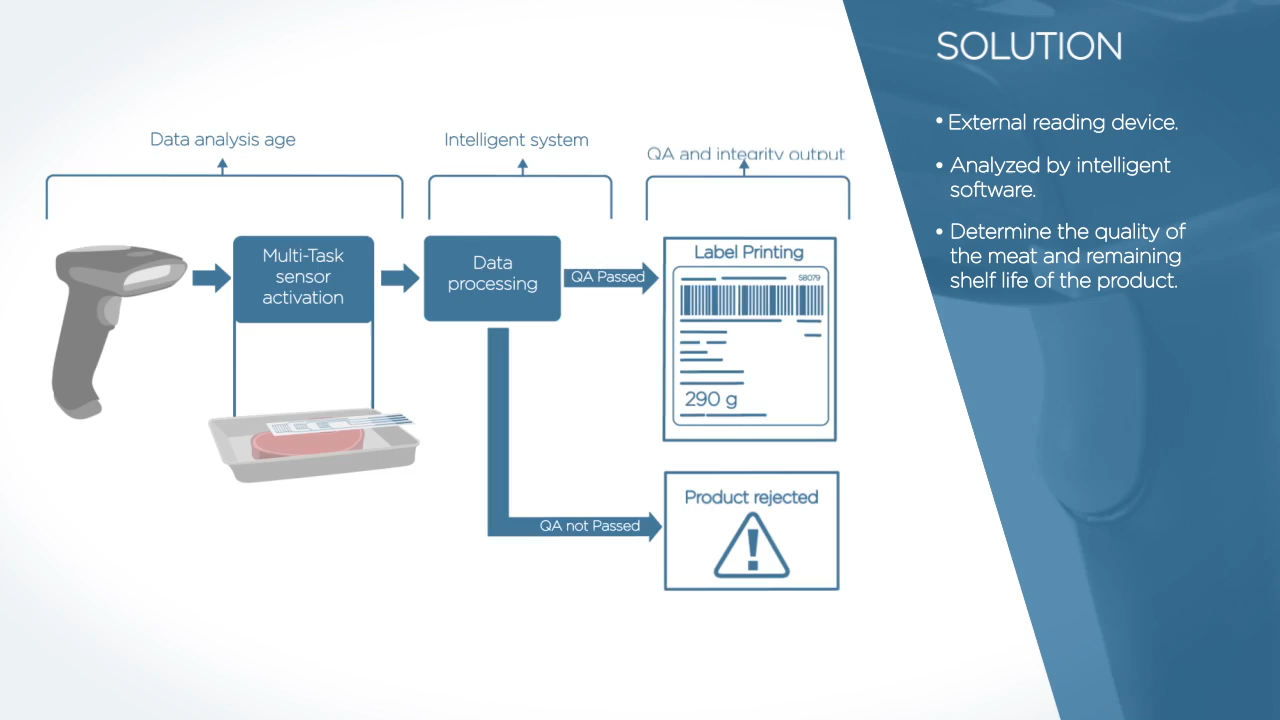 SOLUTION
• External reading device.
• Analyzed by intelligent
software.
• Determine the quality of
the meat and remaining
shelf life of the product.
Data analysis age
Intelligent system
QA and integrity output
Multi-Task
sensor
activation
Data
processing
QA Passed
Label Printing
58079
290 g
QA not Passed
Product rejected
!